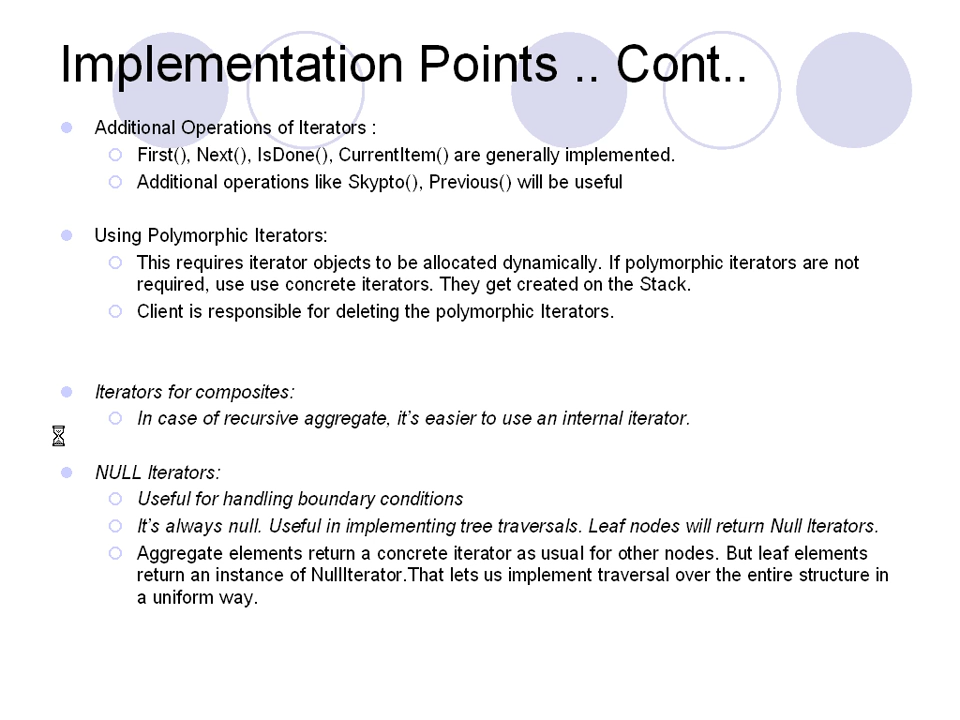 Implementation Points .. Cont..
Additional Operations of Iterators :
First(), Next(), IsDone(), CurrentItem() are generally implemented.
Additional operations like Skypto(), Previous() will be useful
Using Polymorphic Iterators:
This requires iterator objects to be allocated dynamically. If polymorphic iterators are not
required, use use concrete iterators. They get created on the Stack.
Client is responsible for deleting the polymorphic Iterators.
Iterators for composites:
In case of recursive aggregate, it's easier to use an internal iterator.
NULL Iterators:
Useful for handling boundary conditions
It's always null. Useful in implementing tree traversals. Leaf nodes will return Null Iterators.
Aggregate elements return a concrete iterator as usual for other nodes. But leaf elements
return an instance of NullIterator.That lets us implement traversal over the entire structure in
a uniform way.